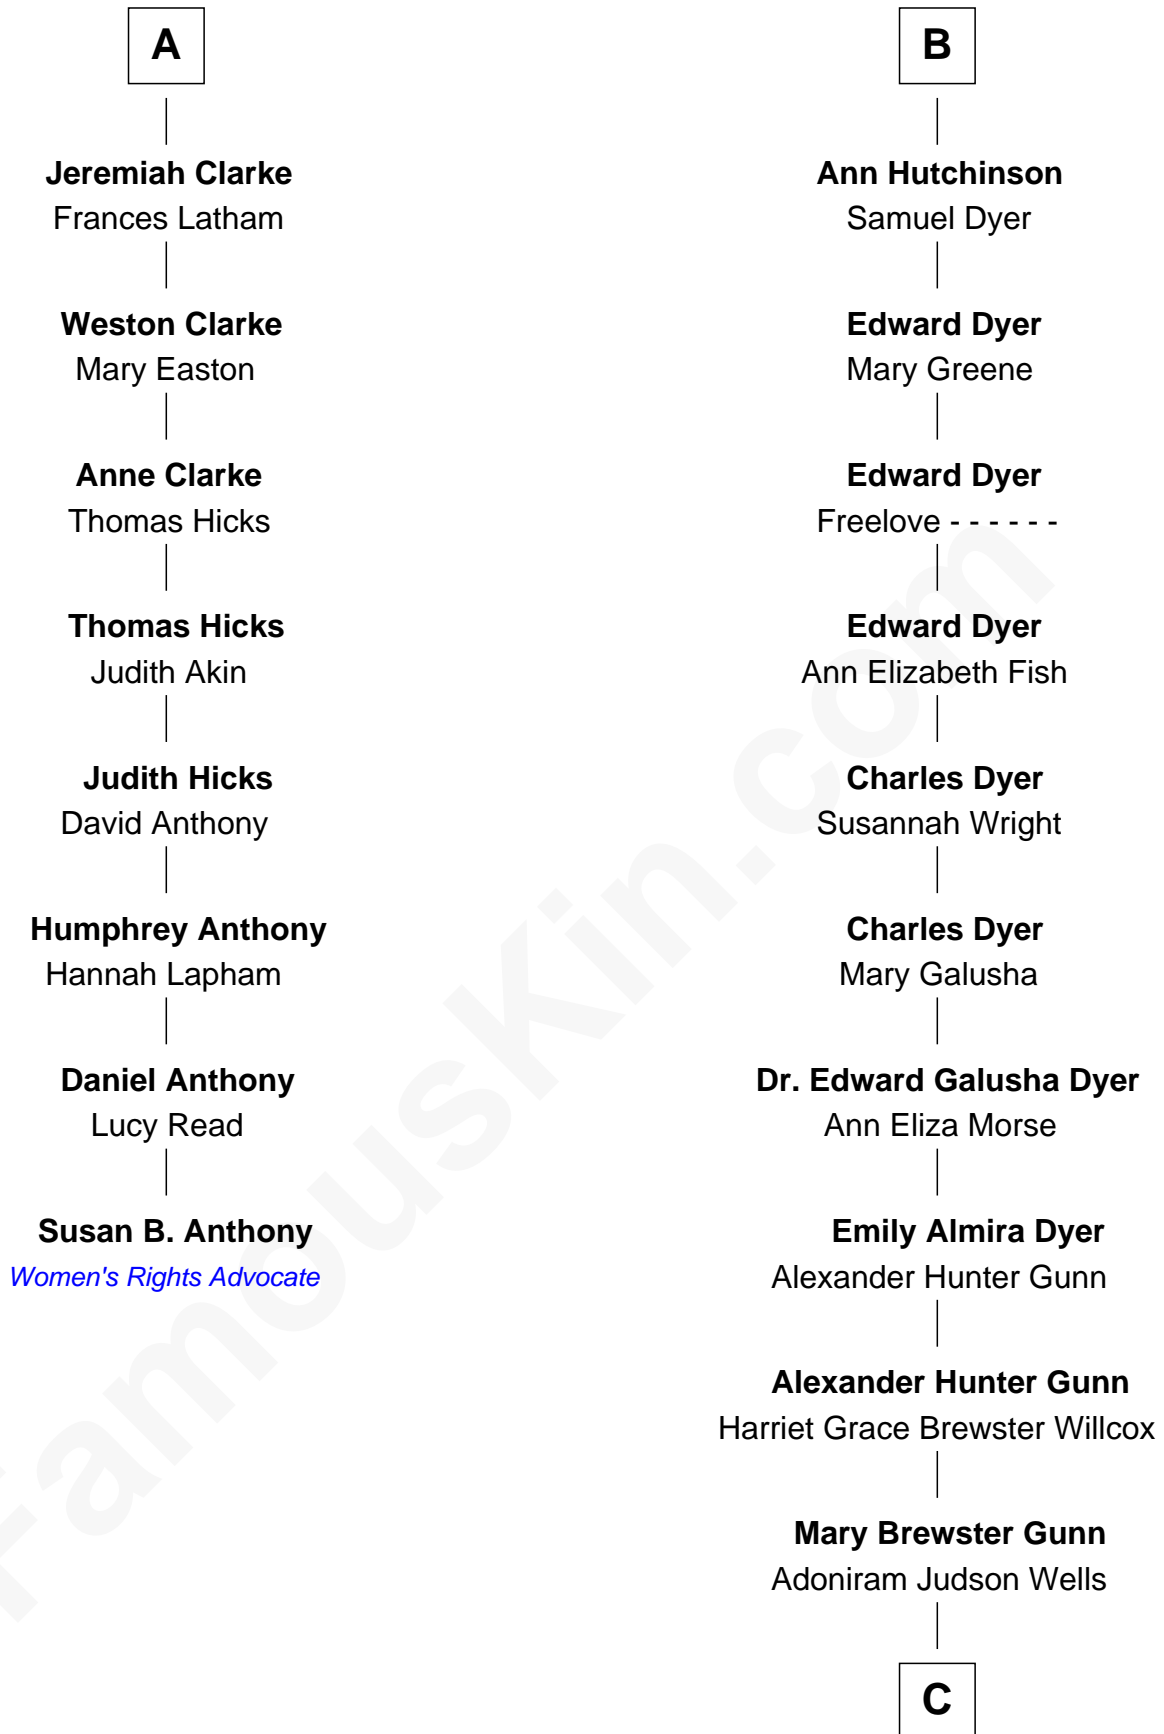 A
Jeremiah Clarke
Frances Latham
Weston Clarke
Mary Easton
Anne Clarke
Thomas Hicks
Thomas Hicks
Judith Akin
Judith Hicks
David Anthony
Humphrey Anthony
Hannah Lapham
Daniel Anthony
Lucy Read
Susan B. Anthony
Women's Rights Advocate
B
Ann Hutchinson
Samuel Dyer
Edward Dyer
Mary Greene
Edward Dyer
Freelove - - - - - -
Edward Dyer
Ann Elizabeth Fish
Charles Dyer
Susannah Wright
Charles Dyer
Mary Galusha
Dr. Edward Galusha Dyer
Ann Eliza Morse
Emily Almira Dyer
Alexander Hunter Gunn
Alexander Hunter Gunn
Harriet Grace Brewster Willcox
Mary Brewster Gunn
Adoniram Judson Wells
C
FamousKin.com